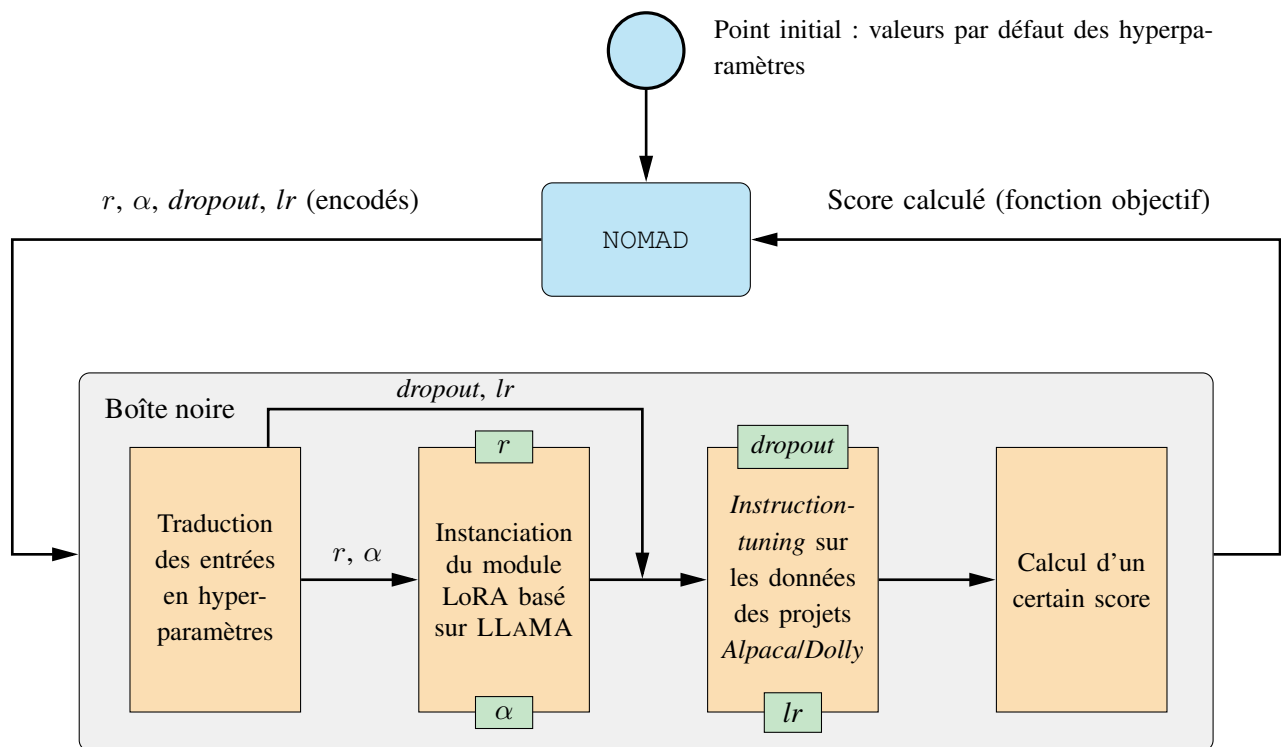 Point initial : valeurs par défaut des hyperpa-
ramètres
r, α, dropout, lr (encodés)
NOMAD
Score calculé (fonction objectif)
Boîte noire
dropout, lr
Traduction
des entrées
en hyper-
paramètres
r, α
r
Instanciation
du module
LoRA basé
sur LLAMA
α
dropout
Instruction-
tuning sur
les données
des projets
Alpaca/Dolly
lr
Calcul d'un
certain score